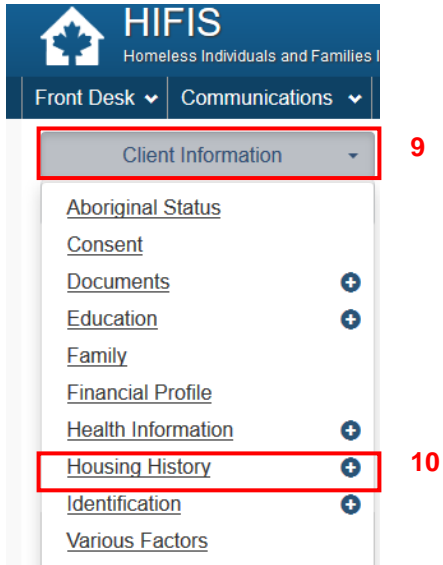 HIFIS
Homeless Individuals and Families
Front Desk Communications
Client Information 9
Aboriginal Status
Consent
Documents
Education
Family
Financial Profile
Health Information
Housing History 10
Identification
Various Factors